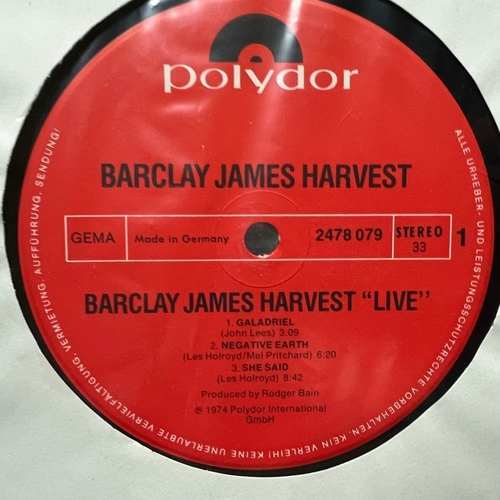 polydor
BARCLAY JAMES HARVEST
GEMA
Made in Germany
2478 079
STEREO
33
1
BARCLAY JAMES HARVEST "LIVE"
1. GALADRIEL
(John Lees) 3:09
2. NEGATIVE EARTH
(Les Holroyd/Mel Pritchard) 6:20
3. SHE SAID
(Les Holroyd) 8:42
Produced by Rodger Bain
℗ 1974 Polydor International
GmbH
ALLE URHEBER- UND LEISTUNGSSCHUTZRECHTE VORBEHALTEN. KEIN VERLEIH! KEINE UNERLAUBTE VERVIELFÄLTIGUNG, VERMIETUNG, AUFFÜHRUNG, SENDUNG!